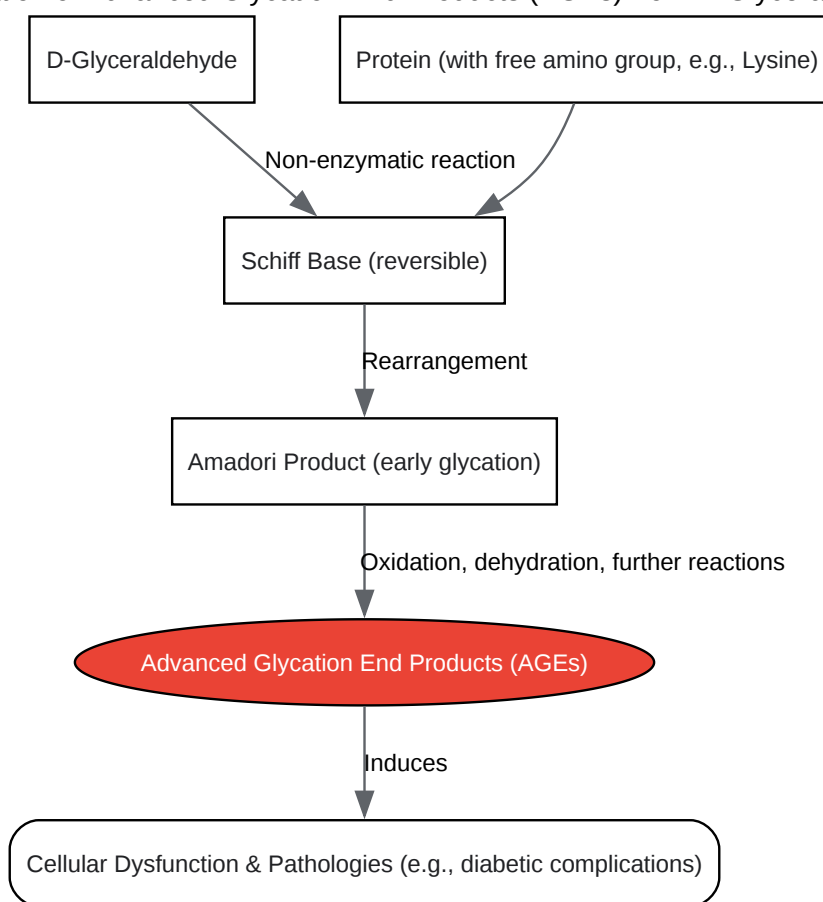 D-Glyceraldehyde
Protein (with free amino group, e.g., Lysine)
Non-enzymatic reaction
Schiff Base (reversible)
Rearrangement
Amadori Product (early glycation)
Oxidation, dehydration, further reactions
Advanced Glycation End Products (AGEs)
Induces
Cellular Dysfunction & Pathologies (e.g., diabetic complications)